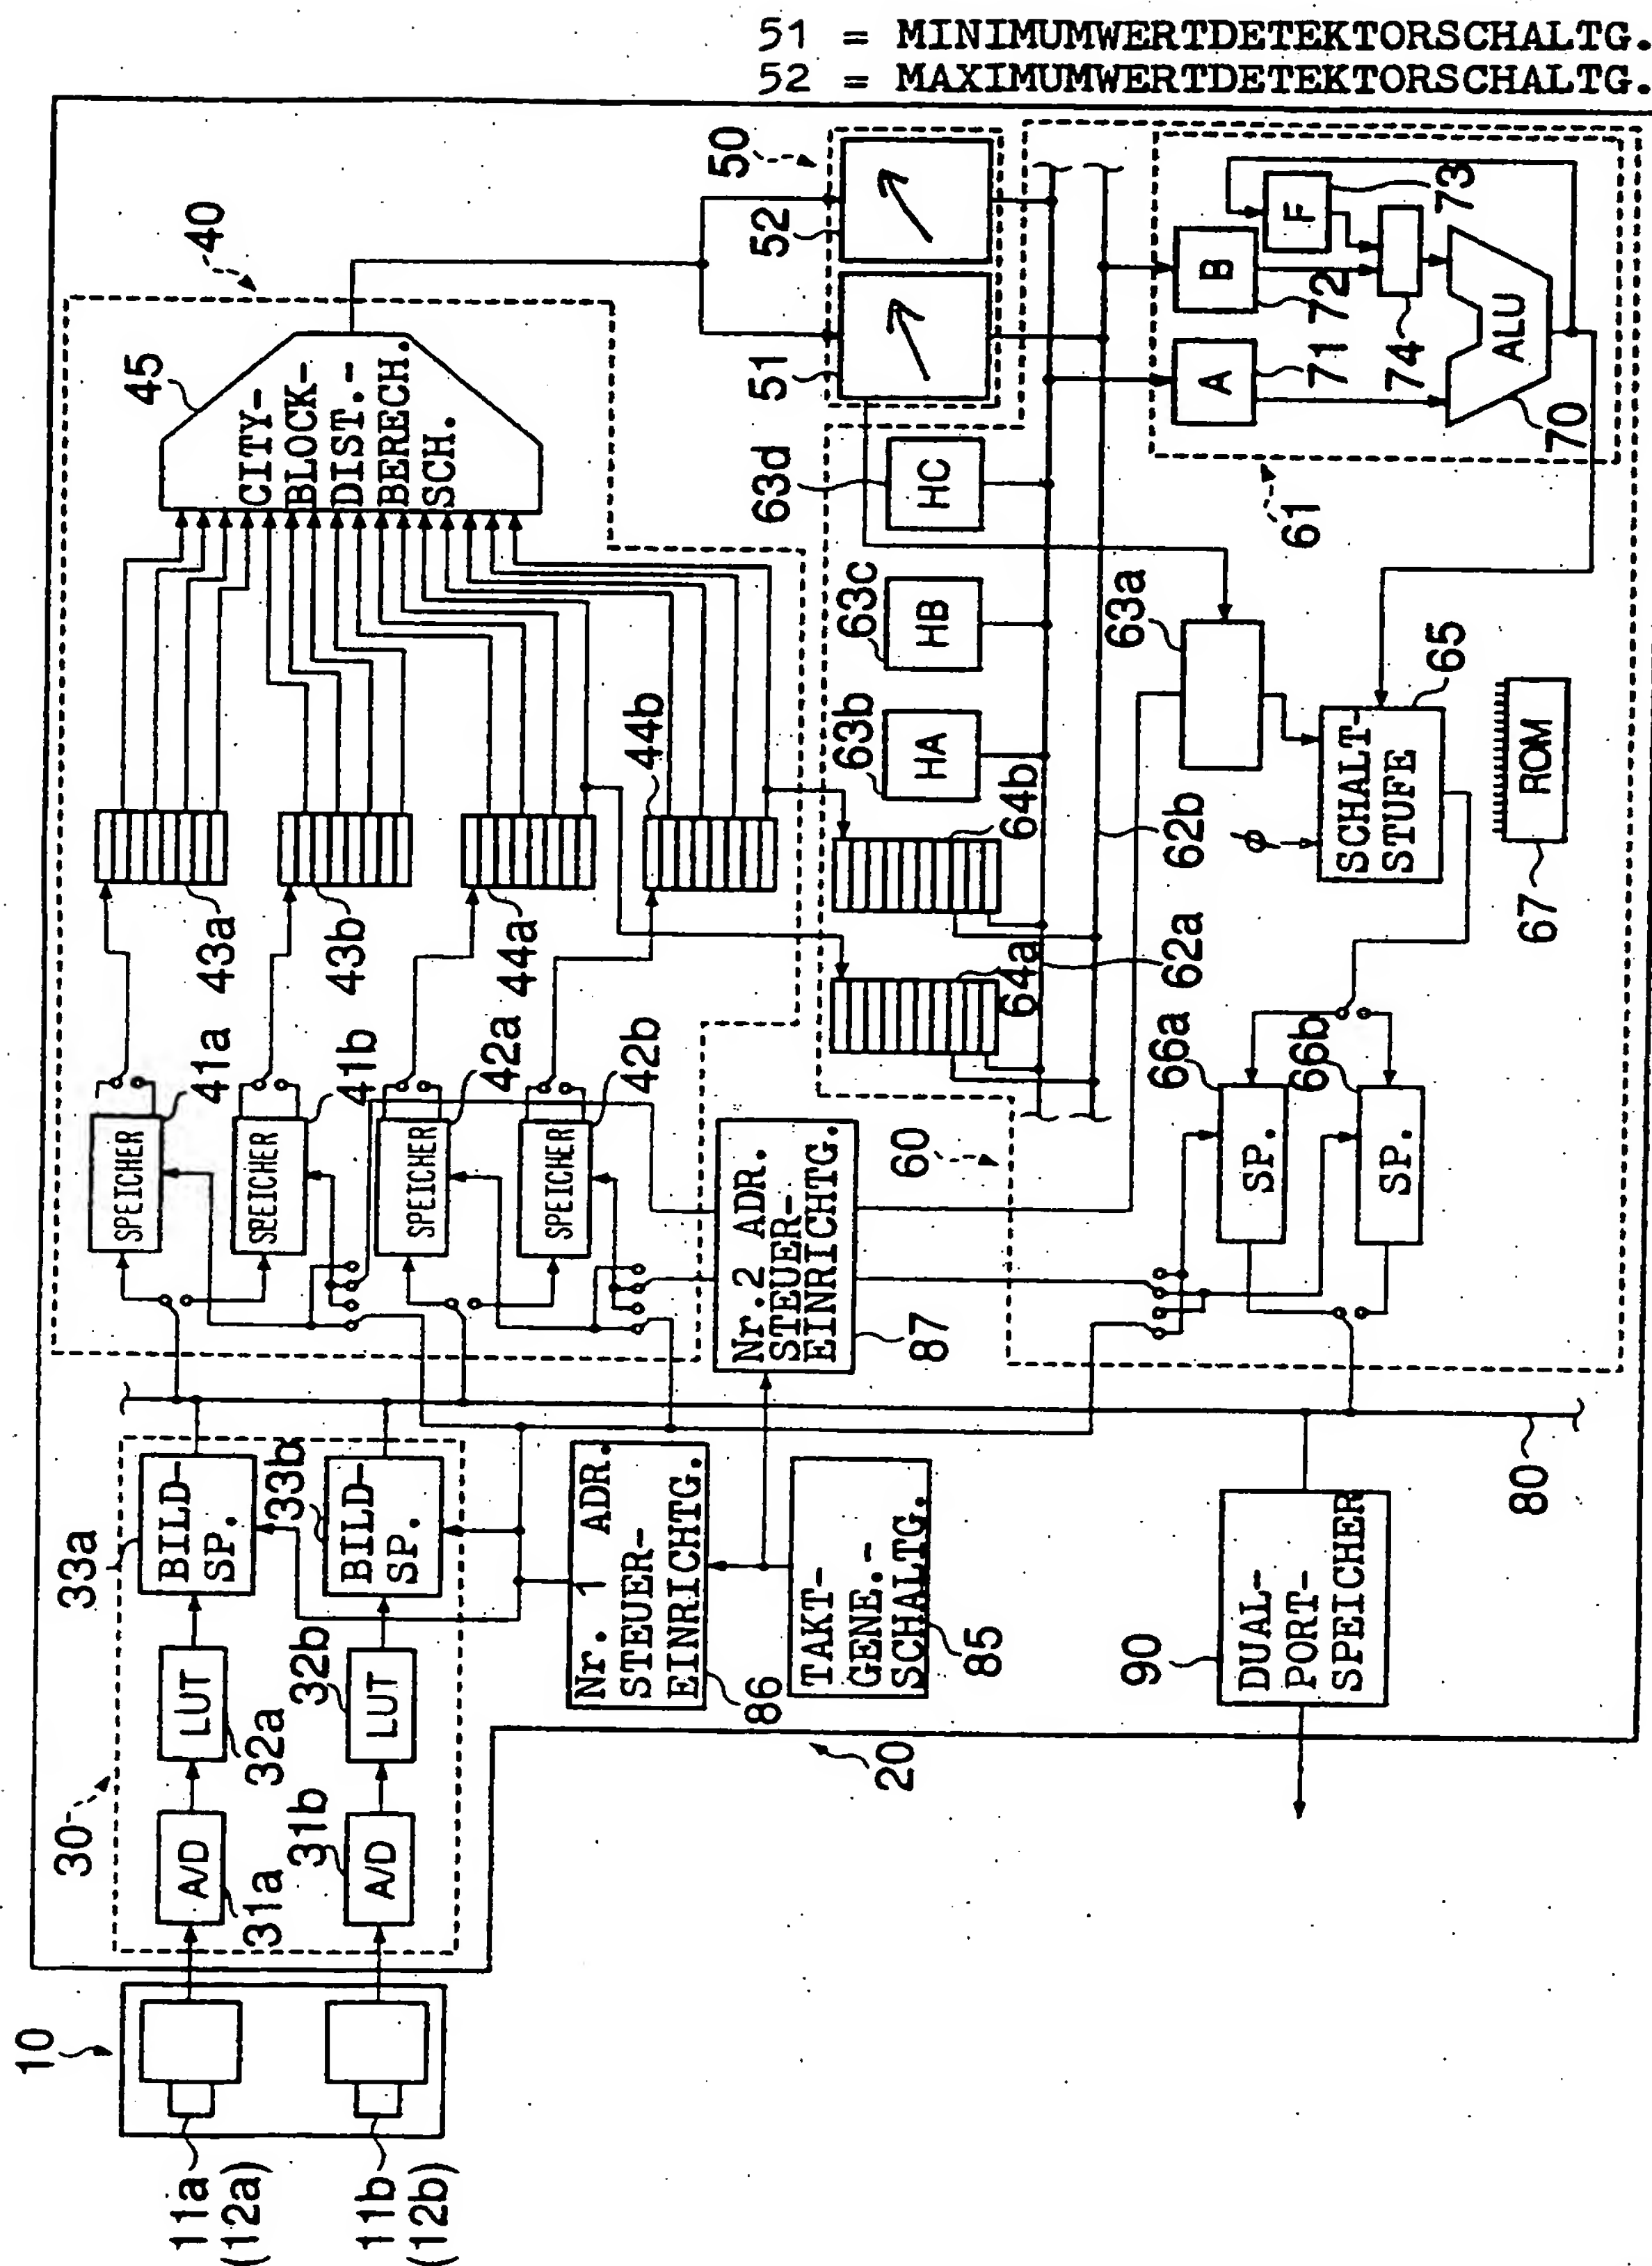 51 = MINIMUMWERTDETEKTORSCHALTG.
52 = MAXIMUMWERTDETEKTORSCHALTG.
10
11a
(12a)
11b
(12b)
30
A/D
31a
LUT
32a
33a
BILD-
SP.
A/D
31b
LUT
32b
33b
BILD-
SP.
20
Nr. 1 ADR.
STEUER-
EINRICHTG.
86
TAKT-
GENE.-
SCHALTG.
85
Nr.2 ADR.
STEUER-
EINRICHTG.
87
80
90
DUAL-
PORT-
SPEICHER
40
SPEICHER
41a
SPEICHER
41b
SPEICHER
42a
SPEICHER
42b
43a
43b
44a
44b
45
CITY-
BLOCK-
DIST.-
BERECH.
SCH.
50
51
52
60
64a
64b
62a
62b
63b
HA
63c
HB
63d
HC
63a
Φ
SCHALT-
STUFE
65
66a
SP.
66b
SP.
67
ROM
61
A
71
B
72
F
73
74
ALU
70